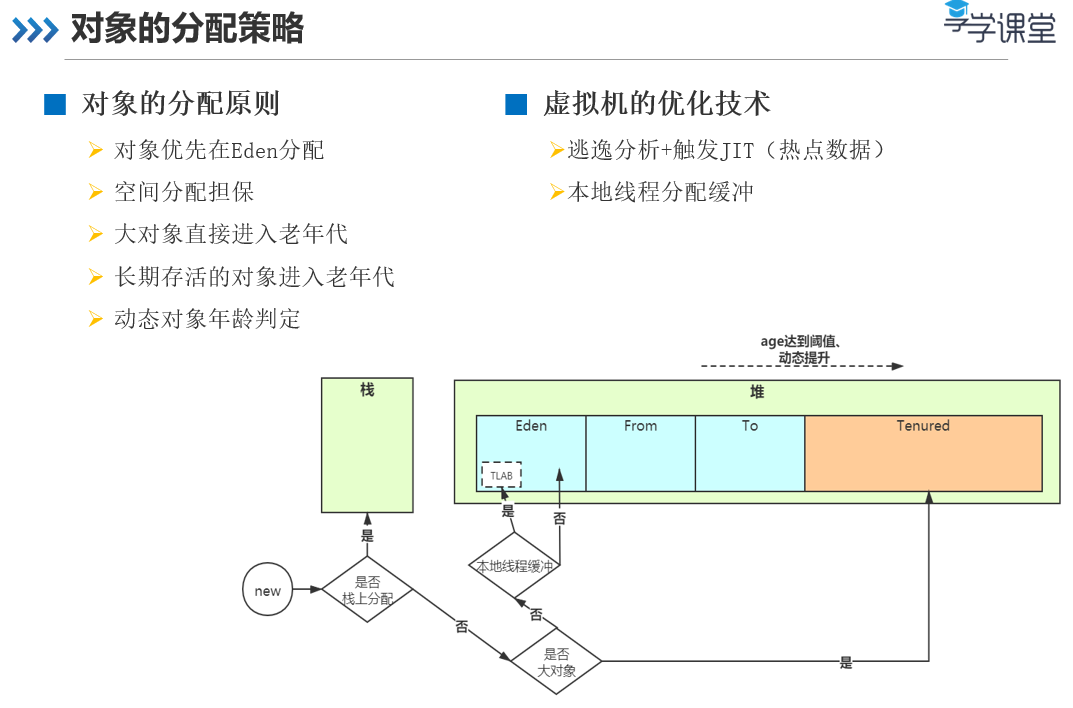 对象的分配策略
学学课堂
对象的分配原则
对象优先在Eden分配
空间分配担保
大对象直接进入老年代
长期存活的对象进入老年代
动态对象年龄判定
虚拟机的优化技术
逃逸分析+触发JIT（热点数据）
本地线程分配缓冲
age达到阈值、
动态提升
栈
堆
Eden
From
To
Tenured
TLAB
是
否
是
本地线程缓冲
new
是否
栈上分配
否
否
是否
大对象
是